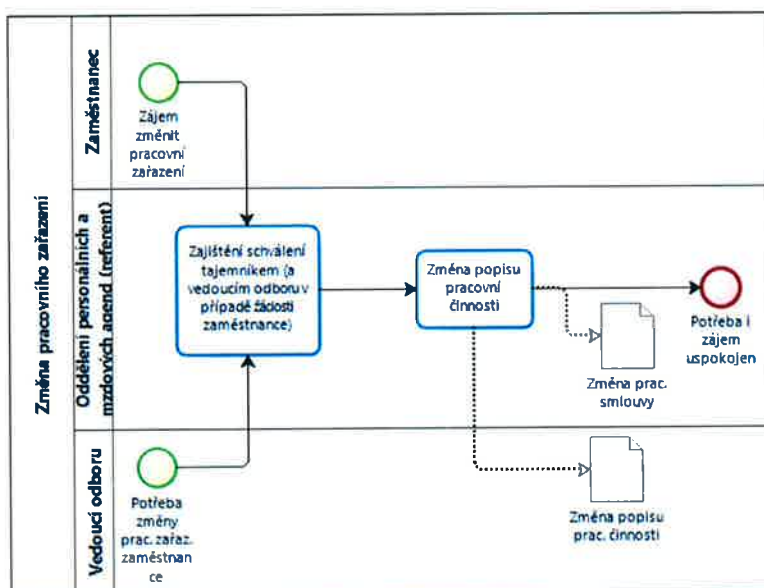 Změna pracovního zařazení
Zaměstnanec
Zájem
změnit
pracovní
zařazení
Oddělení personálních a
mzdových agend (referent)
Zajištění schválení
tajemníkem (a
vedoucím odboru v
případě žádosti
zaměstnance)
Změna popisu
pracovní
činnosti
Změna prac.
smlouvy
Potřeba i
zájem
uspokojen
Vedoucí odboru
Potřeba
změny
prac. zařaz.
zaměstnan
ce
Změna popisu
prac. činnosti